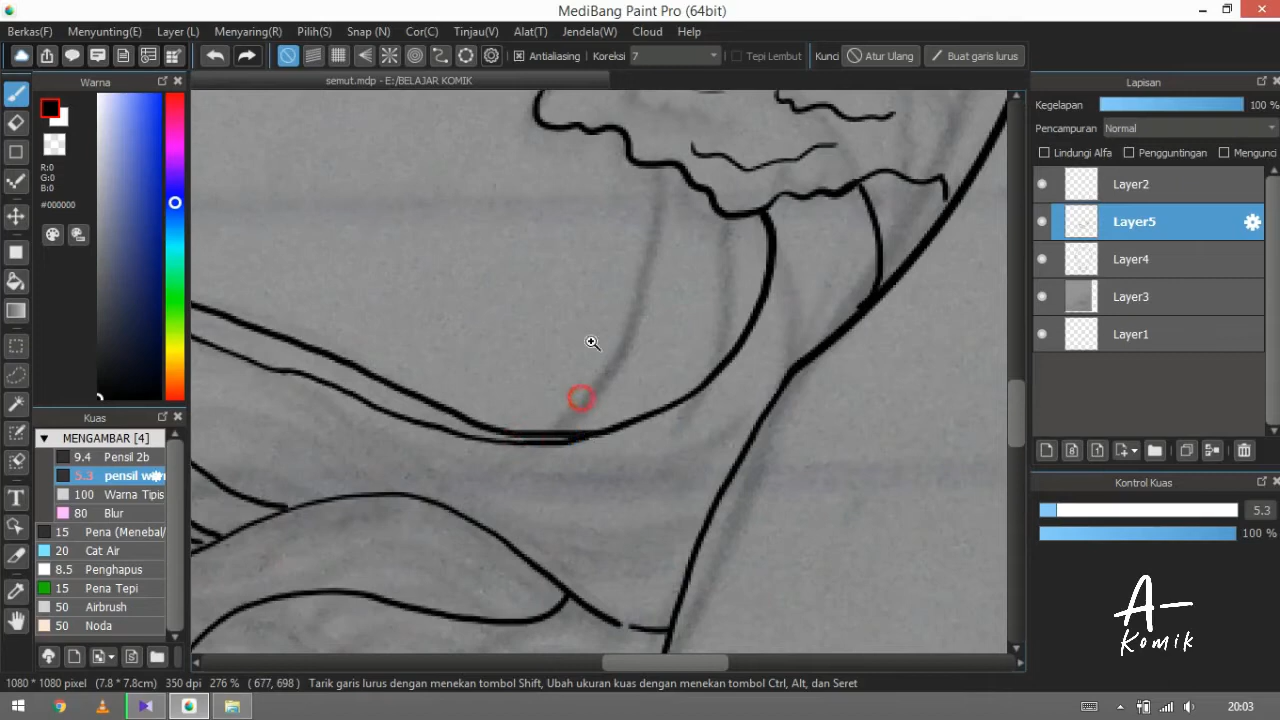 MediBang Paint Pro (64bit)
Berkas(F) Menyunting(E) Layer (L) Menyaring(R) Pilih(S) Snap (N) Cor(C) Tinjau(V) Alat(T) Jendela(W) Cloud Help
Antialiasing Koreksi 7 Tepi Lembut Kunci Atur Ulang Buat garis lurus
semut.mdp - E:/BELAJAR KOMIK
Warna
R:0
G:0
B:0
#000000
Kuas
MENGAMBAR [4]
9.4 Pensil 2b
5.3 pensil
100 Warna Tipis
80 Blur
15 Pena (Menebal/
20 Cat Air
8.5 Penghapus
15 Pena Tepi
50 Airbrush
50 Noda
Lapisan
Kegelapan 100 %
Pencampuran Normal
Lindungi Alfa Pengguntingan Mengunci
Layer2
Layer5
Layer4
Layer3
Layer1
Kontrol Kuas
5.3
100 %
A-
Komik
1080 * 1080 pixel (7.8 * 7.8cm) 350 dpi 276 % ( 677, 698 ) Tarik garis lurus dengan menekan tombol Shift, Ubah ukuran kuas dengan menekan tombol Ctrl, Alt, dan Seret
20:03